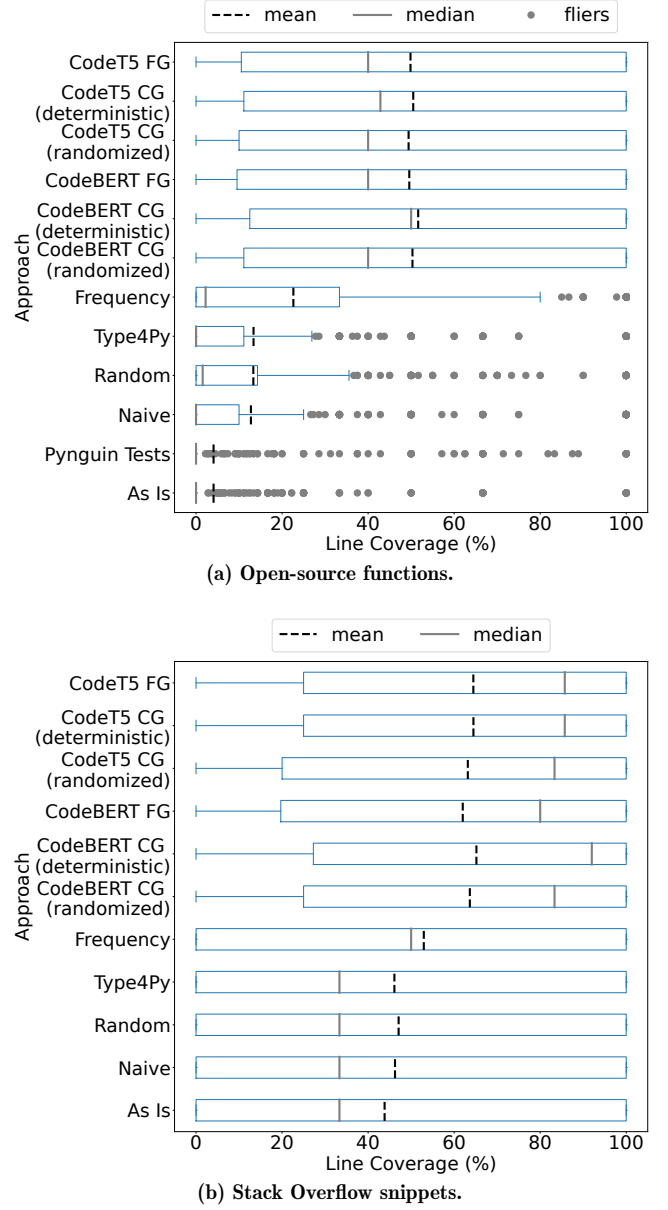 mean median fliers
CodeT5 FG
CodeT5 CG
(deterministic)
CodeT5 CG
(randomized)
CodeBERT FG
CodeBERT CG
(deterministic)
CodeBERT CG
(randomized)
Frequency
Type4Py
Random
Naive
Pynguin Tests
As Is
Approach
0 20 40 60 80 100
Line Coverage (%)
(a) Open-source functions.
mean median
CodeT5 FG
CodeT5 CG
(deterministic)
CodeT5 CG
(randomized)
CodeBERT FG
CodeBERT CG
(deterministic)
CodeBERT CG
(randomized)
Frequency
Type4Py
Random
Naive
As Is
Approach
0 20 40 60 80 100
Line Coverage (%)
(b) Stack Overflow snippets.